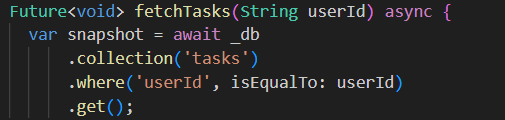 Future<void> fetchTasks(String userId) async {
  var snapshot = await _db
      .collection('tasks')
      .where('userId', isEqualTo: userId)
      .get();